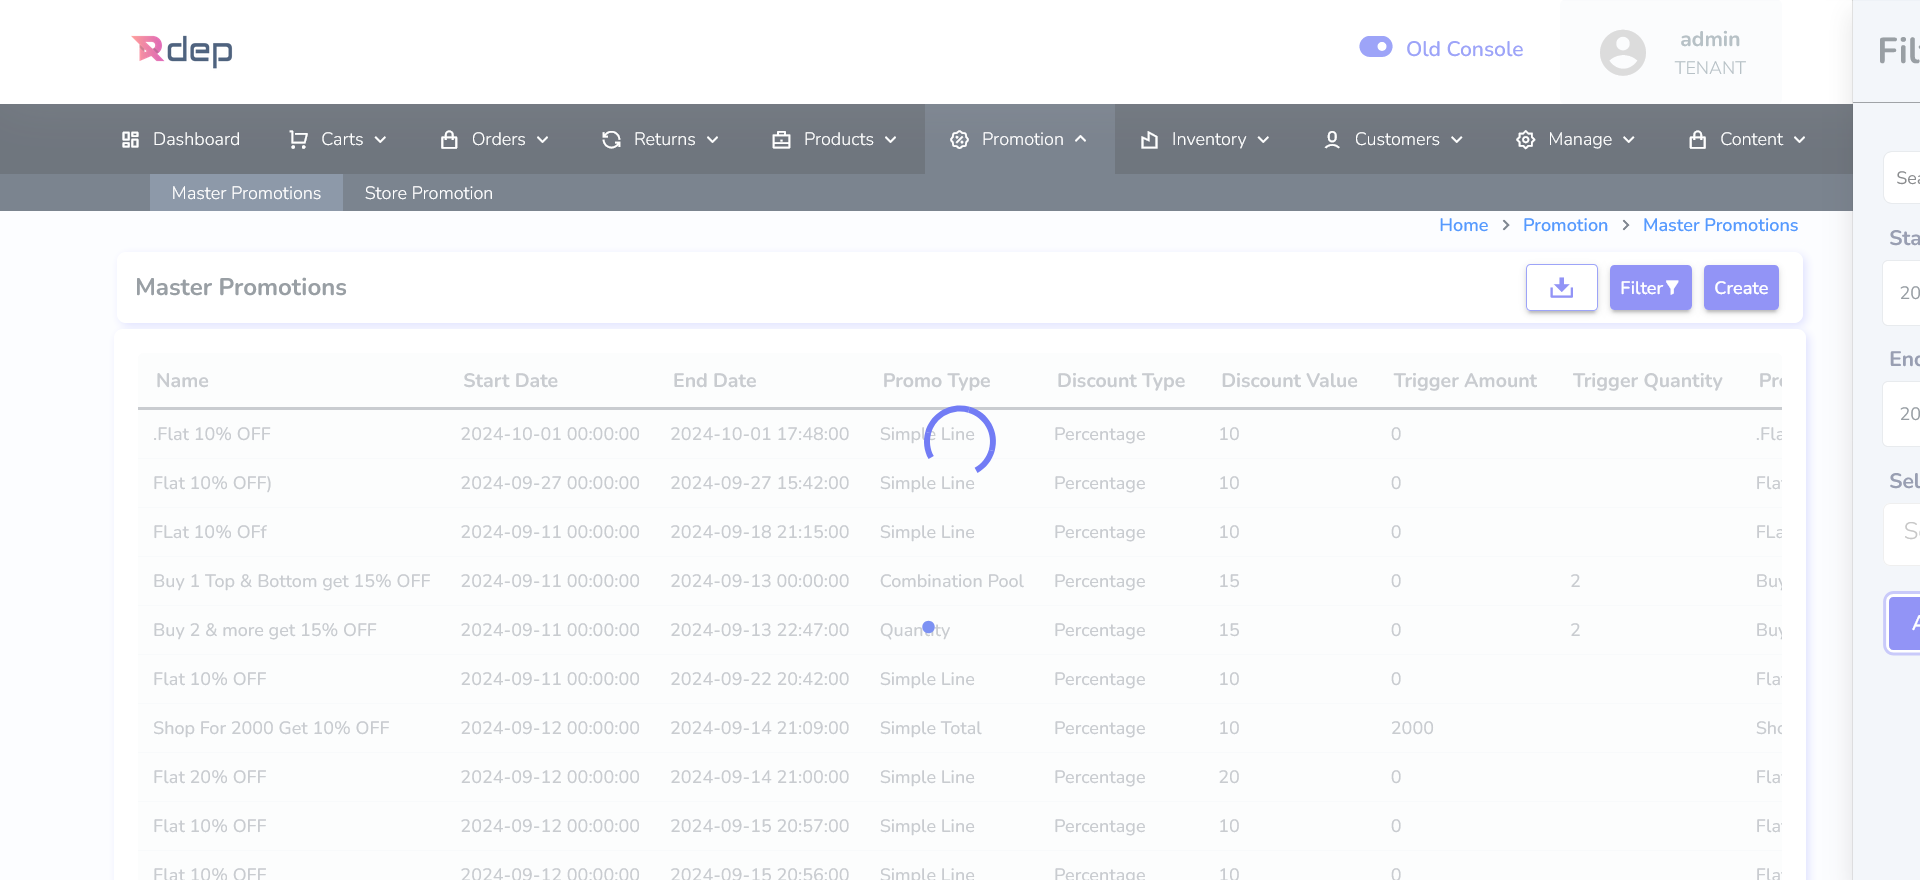 Rdep
Old Console
admin
TENANT
Dashboard Carts Orders Returns Products Promotion Inventory Customers Manage Content
Master Promotions Store Promotion
Home > Promotion > Master Promotions
Master Promotions
Filter Create
Name Start Date End Date Promo Type Discount Type Discount Value Trigger Amount Trigger Quantity
.Flat 10% OFF 2024-10-01 00:00:00 2024-10-01 17:48:00 Simple Line Percentage 10 0 .Fla
Flat 10% OFF) 2024-09-27 00:00:00 2024-09-27 15:42:00 Simple Line Percentage 10 0 Fla
FLat 10% OFf 2024-09-11 00:00:00 2024-09-18 21:15:00 Simple Line Percentage 10 0 FLa
Buy 1 Top & Bottom get 15% OFF 2024-09-11 00:00:00 2024-09-13 00:00:00 Combination Pool Percentage 15 0 2 Buy
Buy 2 & more get 15% OFF 2024-09-11 00:00:00 2024-09-13 22:47:00 Quantity Percentage 15 0 2 Buy
Flat 10% OFF 2024-09-11 00:00:00 2024-09-22 20:42:00 Simple Line Percentage 10 0 Fla
Shop For 2000 Get 10% OFF 2024-09-12 00:00:00 2024-09-14 21:09:00 Simple Total Percentage 10 2000 Sho
Flat 20% OFF 2024-09-12 00:00:00 2024-09-14 21:00:00 Simple Line Percentage 20 0 Fla
Flat 10% OFF 2024-09-12 00:00:00 2024-09-15 20:57:00 Simple Line Percentage 10 0 Fla
Flat 10% OFF 2024-09-12 00:00:00 2024-09-15 20:56:00 Simple Line Percentage 10 0 Fla
Fil
Sea
Sta
20
End
20
Sel